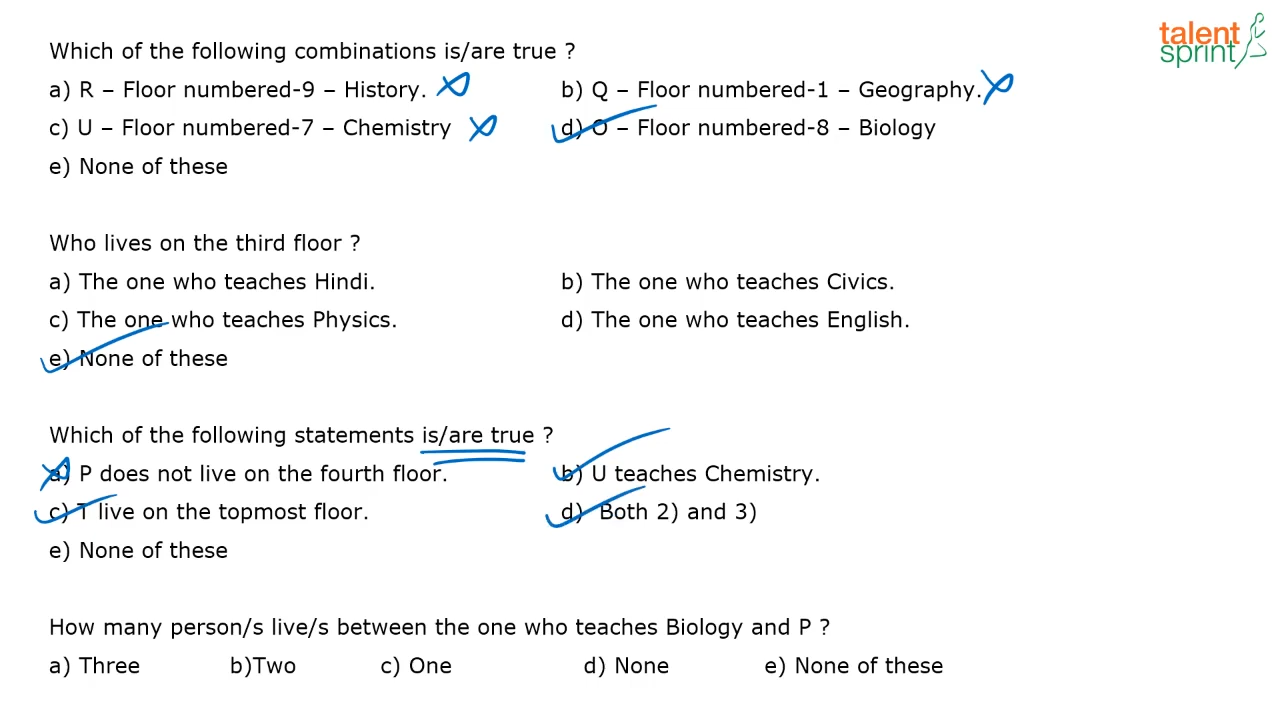 talent
sprint
Which of the following combinations is/are true ?
a) R – Floor numbered-9 – History. b) Q – Floor numbered-1 – Geography.
c) U – Floor numbered-7 – Chemistry d) O – Floor numbered-8 – Biology
e) None of these
Who lives on the third floor ?
a) The one who teaches Hindi. b) The one who teaches Civics.
c) The one who teaches Physics. d) The one who teaches English.
e) None of these
Which of the following statements is/are true ?
a) P does not live on the fourth floor. b) U teaches Chemistry.
c) T live on the topmost floor. d) Both 2) and 3)
e) None of these
How many person/s live/s between the one who teaches Biology and P ?
a) Three b)Two c) One d) None e) None of these